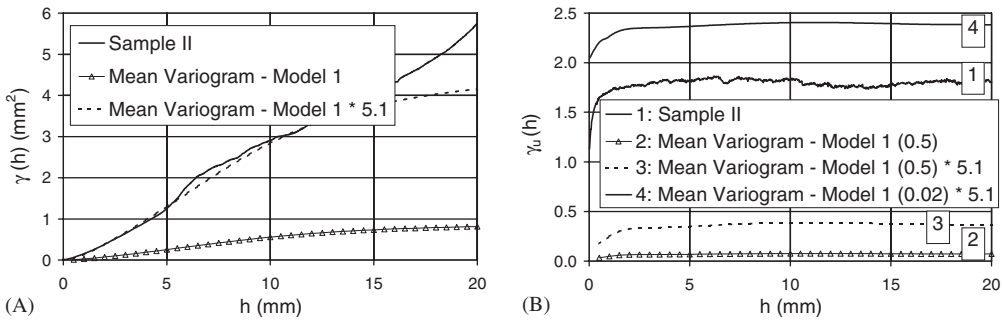 6
5
4
3
2
1
0
γ (h) (mm²)
Sample II
Mean Variogram - Model 1
Mean Variogram - Model 1 * 5.1
0 5 10 15 20
h (mm)
(A)
2.5
2.0
1.5
1.0
0.5
0.0
γu(h)
4
1
1: Sample II
2: Mean Variogram - Model 1 (0.5)
3: Mean Variogram - Model 1 (0.5) * 5.1
4: Mean Variogram - Model 1 (0.02) * 5.1
3
2
0 5 10 15 20
h (mm)
(B)